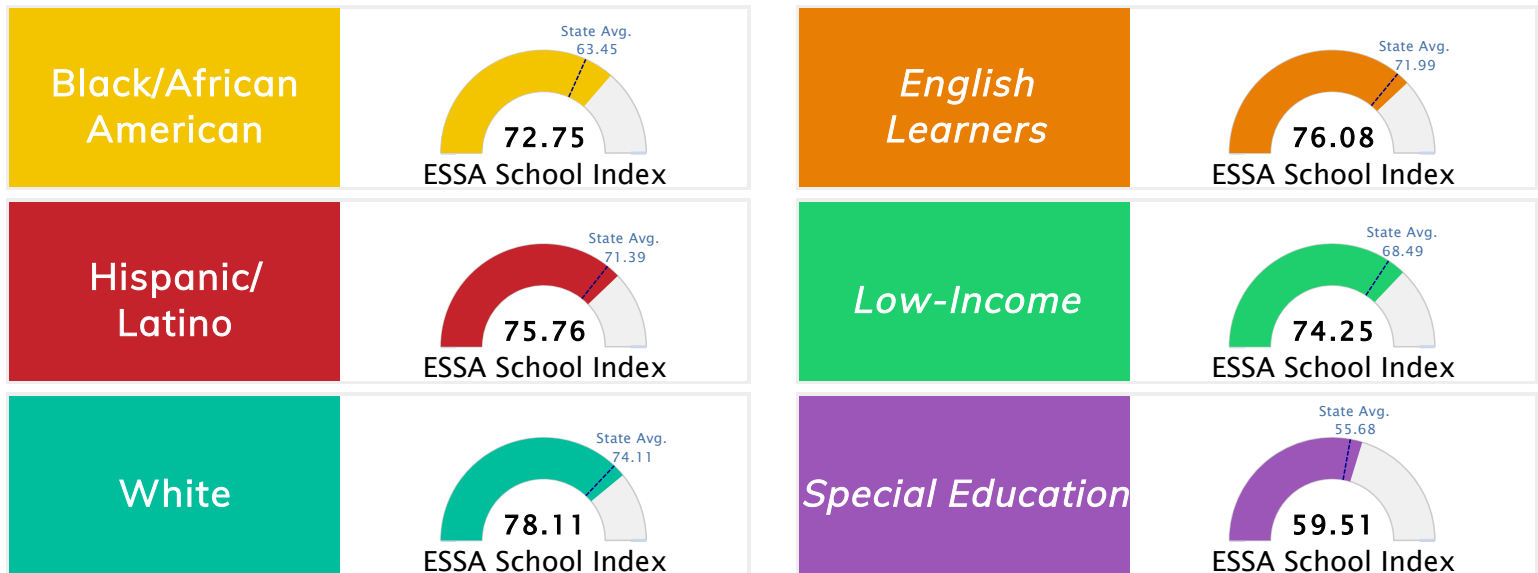 Black/African
American
State Avg.
63.45
72.75
ESSA School Index
English
Learners
State Avg.
71.99
76.08
ESSA School Index
Hispanic/
Latino
State Avg.
71.39
75.76
ESSA School Index
Low-Income
State Avg.
68.49
74.25
ESSA School Index
White
State Avg.
74.11
78.11
ESSA School Index
Special Education
State Avg.
55.68
59.51
ESSA School Index